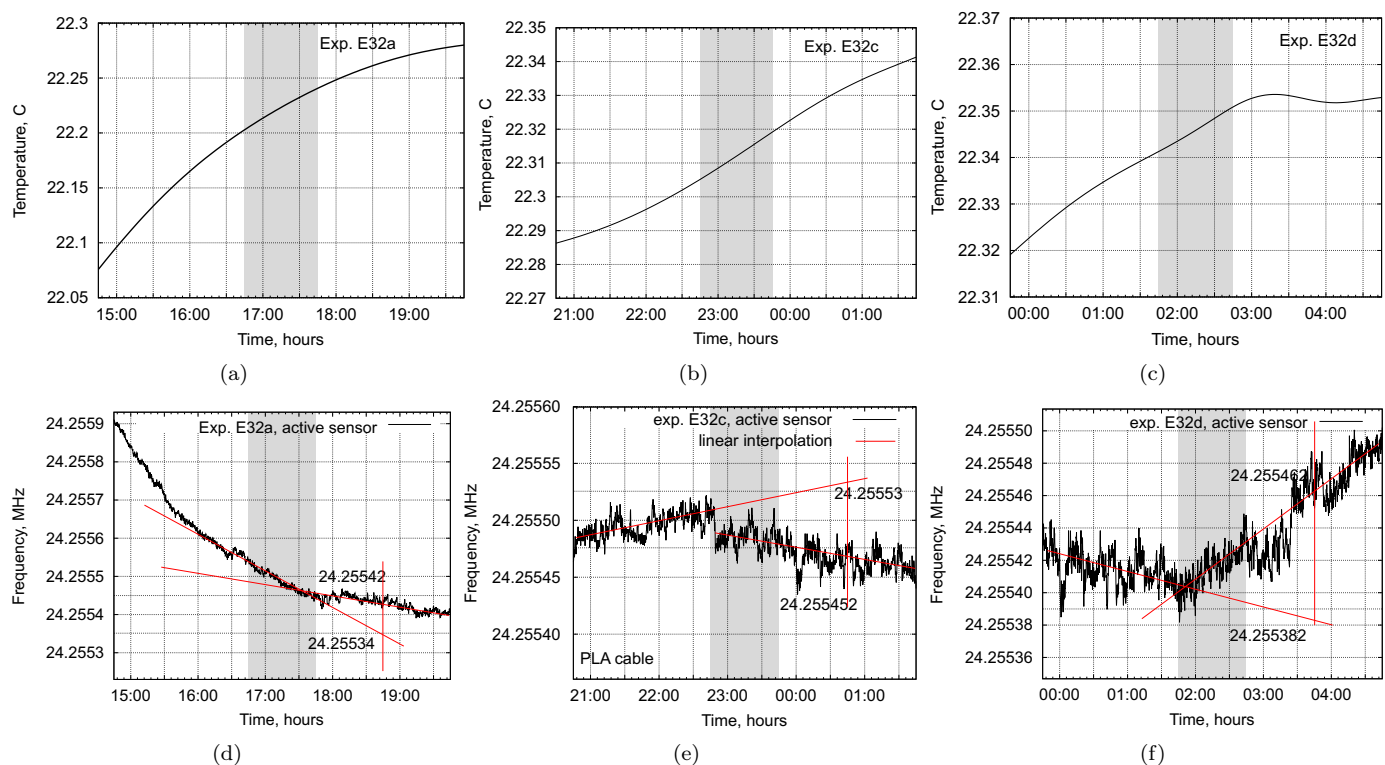 22.3
22.25
22.2
22.15
22.1
22.05
Temperature, C
Exp. E32a
15:00 16:00 17:00 18:00 19:00
Time, hours
(a)
22.35
22.34
22.33
22.32
22.31
22.3
22.29
22.28
22.27
Temperature, C
Exp. E32c
21:00 22:00 23:00 00:00 01:00
Time, hours
(b)
22.37
22.36
22.35
22.34
22.33
22.32
22.31
Temperature, C
Exp. E32d
00:00 01:00 02:00 03:00 04:00
Time, hours
(c)
24.2559
24.2558
24.2557
24.2556
24.2555
24.2554
24.2553
Frequency, MHz
Exp. E32a, active sensor
24.25542
24.25534
15:00 16:00 17:00 18:00 19:00
Time, hours
(d)
24.25560
24.25555
24.25550
24.25545
24.25540
Frequency, MHz
exp. E32c, active sensor
linear interpolation
24.25553
24.255452
PLA cable
21:00 22:00 23:00 00:00 01:00
Time, hours
(e)
24.25550
24.25548
24.25546
24.25544
24.25542
24.25540
24.25538
24.25536
Frequency, MHz
exp. E32d, active sensor
24.255462
24.255382
00:00 01:00 02:00 03:00 04:00
Time, hours
(f)